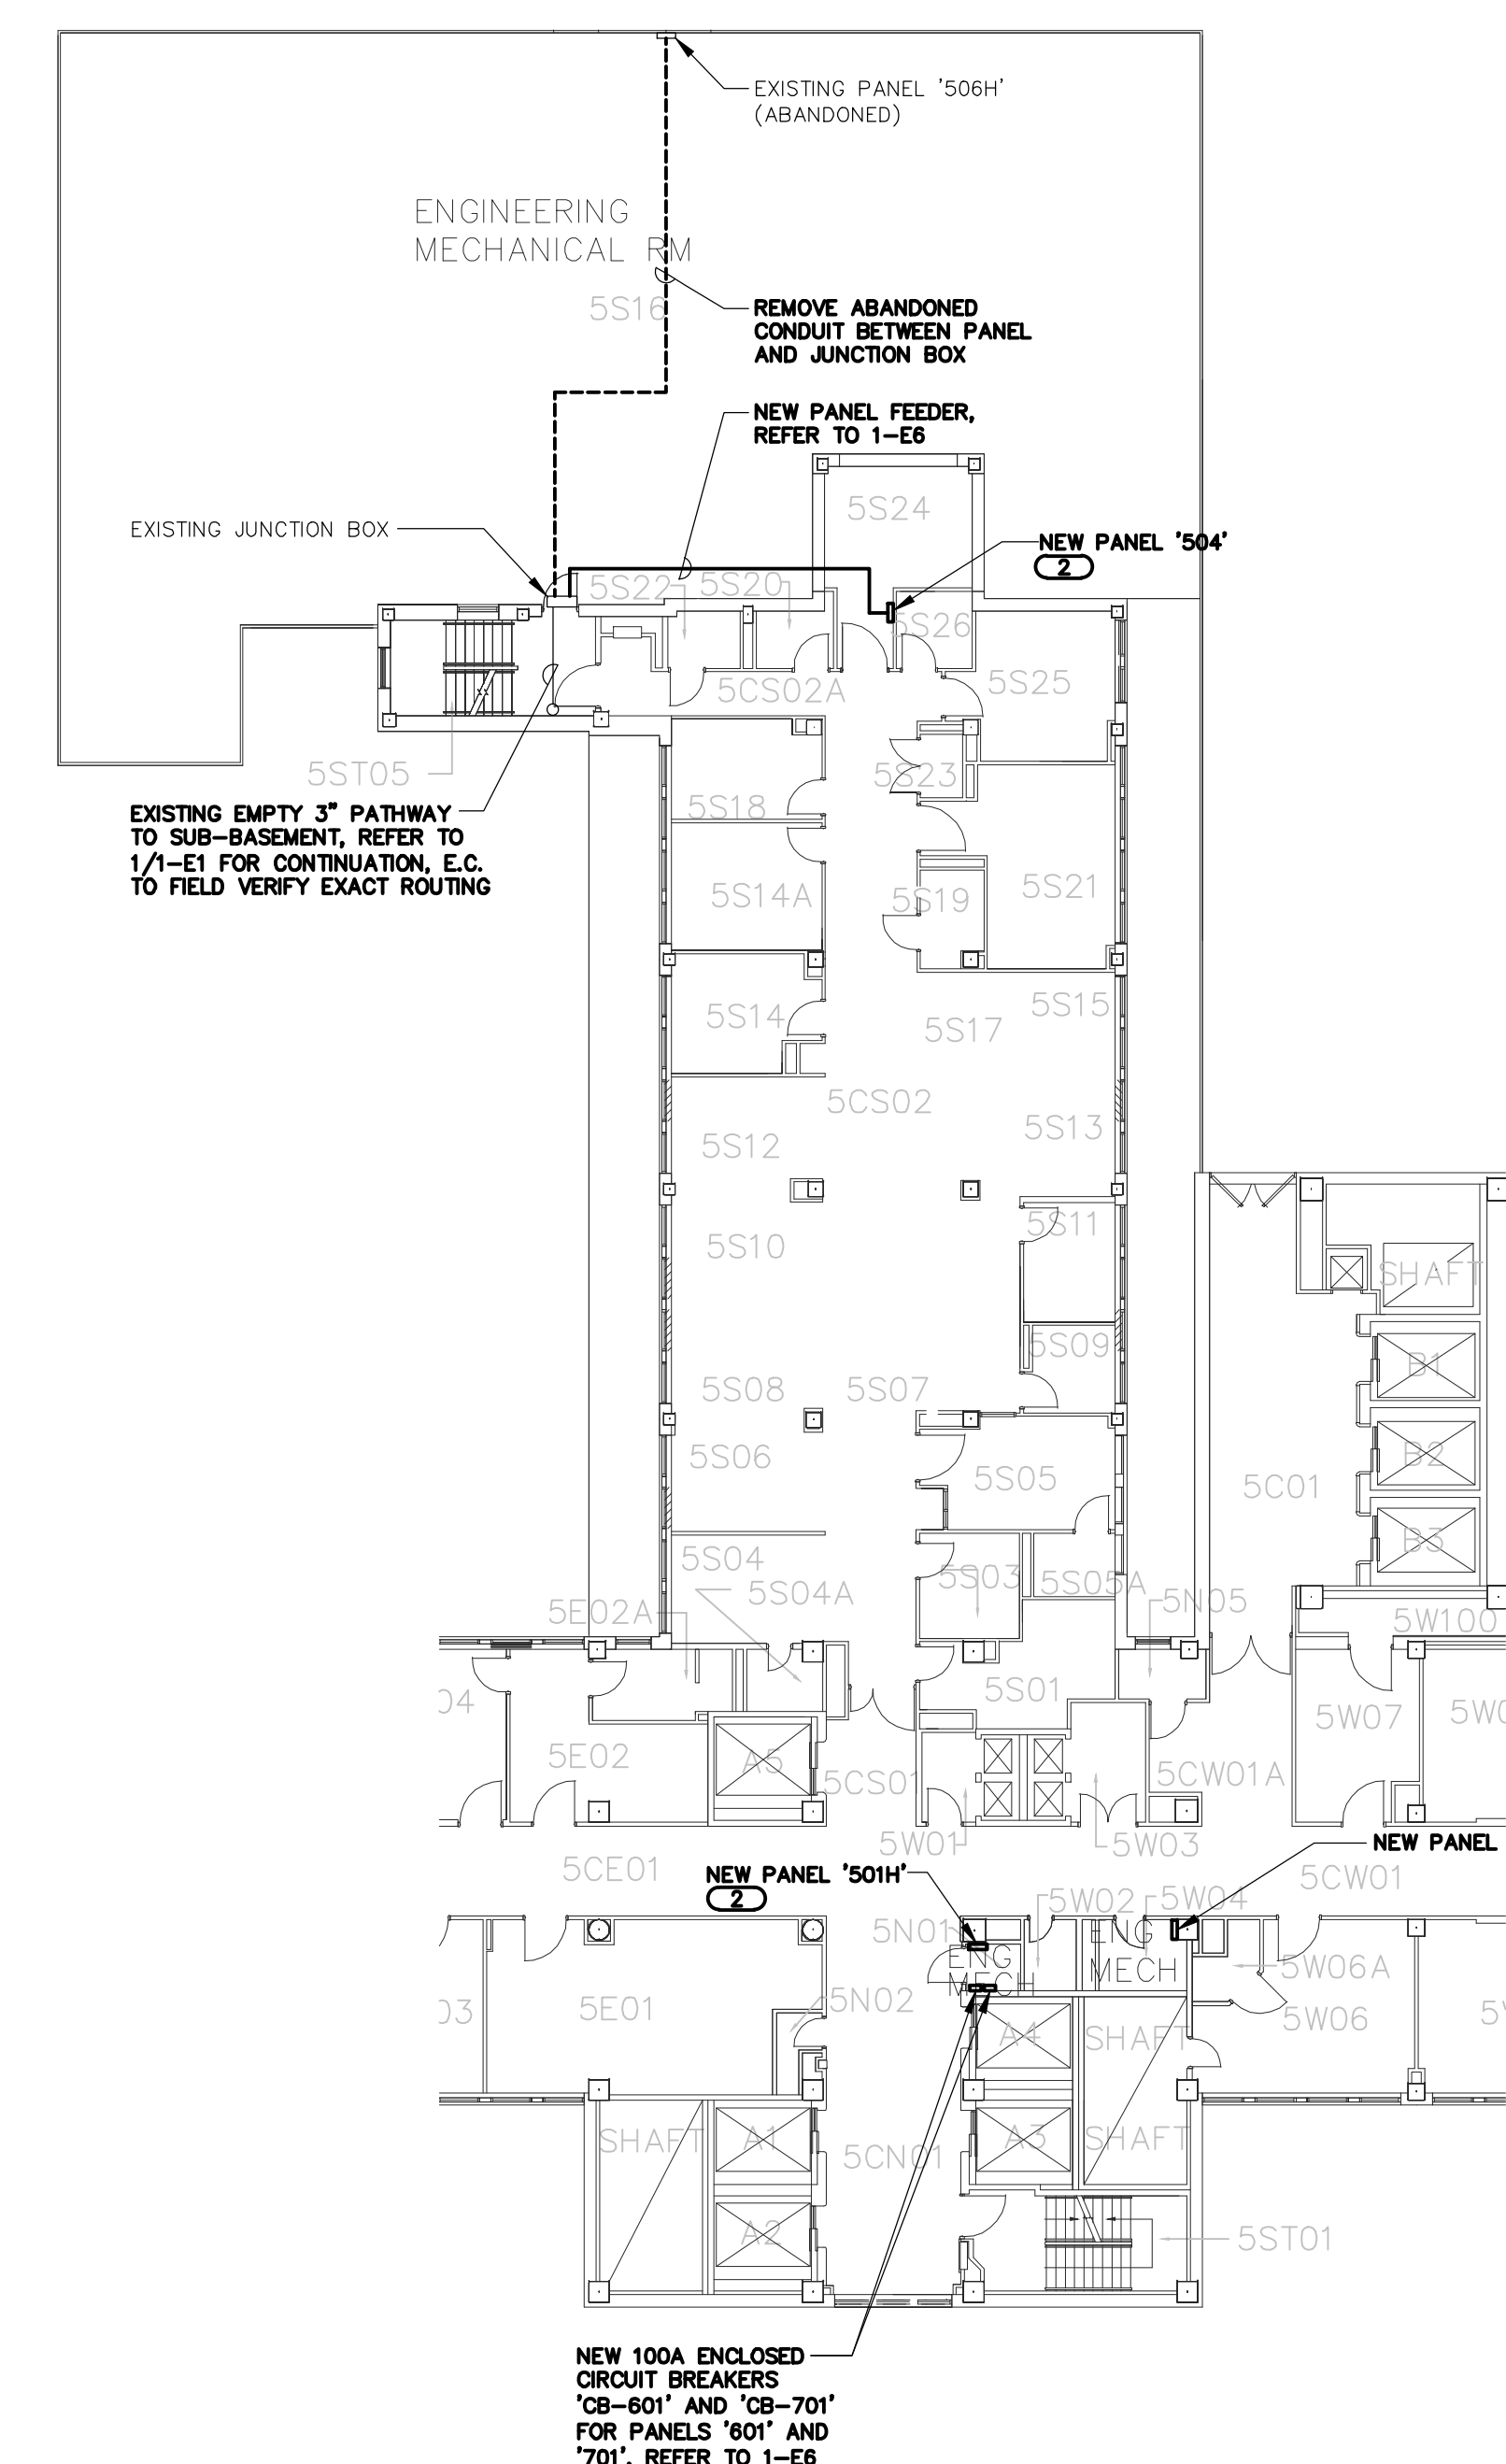 EXISTING PANEL '506H'
(ABANDONED)
ENGINEERING
MECHANICAL RM
5S16
REMOVE ABANDONED
CONDUIT BETWEEN PANEL
AND JUNCTION BOX
NEW PANEL FEEDER,
REFER TO 1-E6
5S24
EXISTING JUNCTION BOX
NEW PANEL '504'
2
5S22
5S20
5S26
5CS02A
5S25
5ST05
5S23
EXISTING EMPTY 3" PATHWAY
TO SUB-BASEMENT, REFER TO
1/1-E1 FOR CONTINUATION, E.C.
TO FIELD VERIFY EXACT ROUTING
5S18
5S14A
5S19
5S21
5S14
5S17
5S15
5CS02
5S12
5S13
5S10
5S11
SHAFT
5S09
B1
5S08
5S07
5S06
5S05
B2
5C01
B3
5S04
5S04A
5S03
5S05A
5E02A
5N05
5W100
04
5S01
5W07
5W0
5E02
A5
5CS01
5CW01A
5W01
5W03
NEW PANEL
5CE01
NEW PANEL '501H'
2
5CW01
5W02
5W04
5N01
ENG
MECH
ENG
MECH
5W06A
03
5E01
5N02
A4
SHAFT
5W06
5W
SHAFT
A1
5CN01
A3
SHAFT
A2
5ST01
NEW 100A ENCLOSED
CIRCUIT BREAKERS
'CB-601' AND 'CB-701'
FOR PANELS '601' AND
'701', REFER TO 1-E6